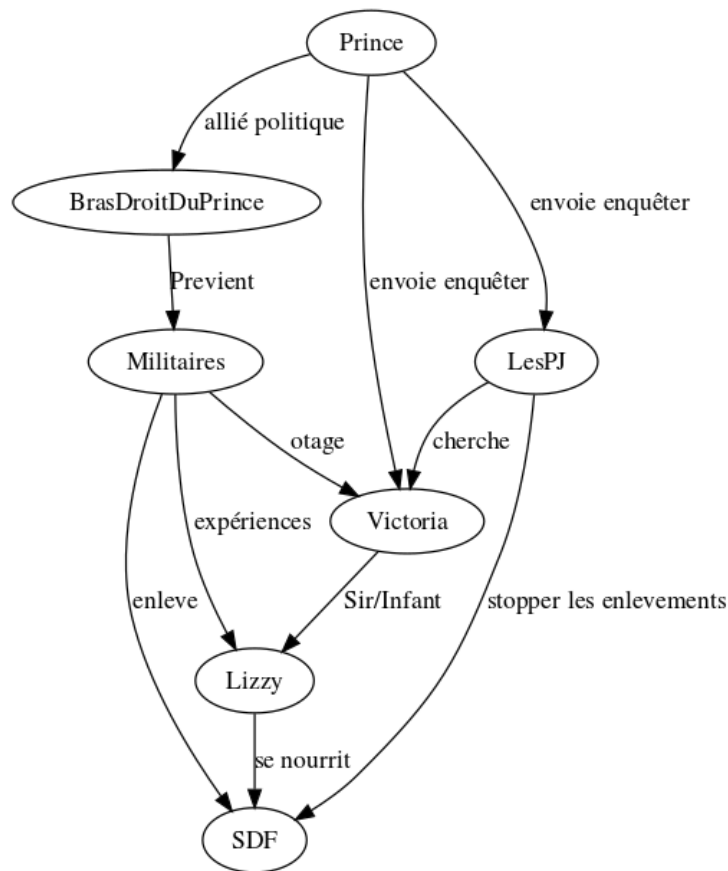 Prince
allié politique
BrasDroitDuPrince
envoie enquêter
Previent
envoie enquêter
Militaires
LesPJ
otage
cherche
expériences
Victoria
enleve
Sir/Infant
stopper les enlevements
Lizzy
se nourrit
SDF